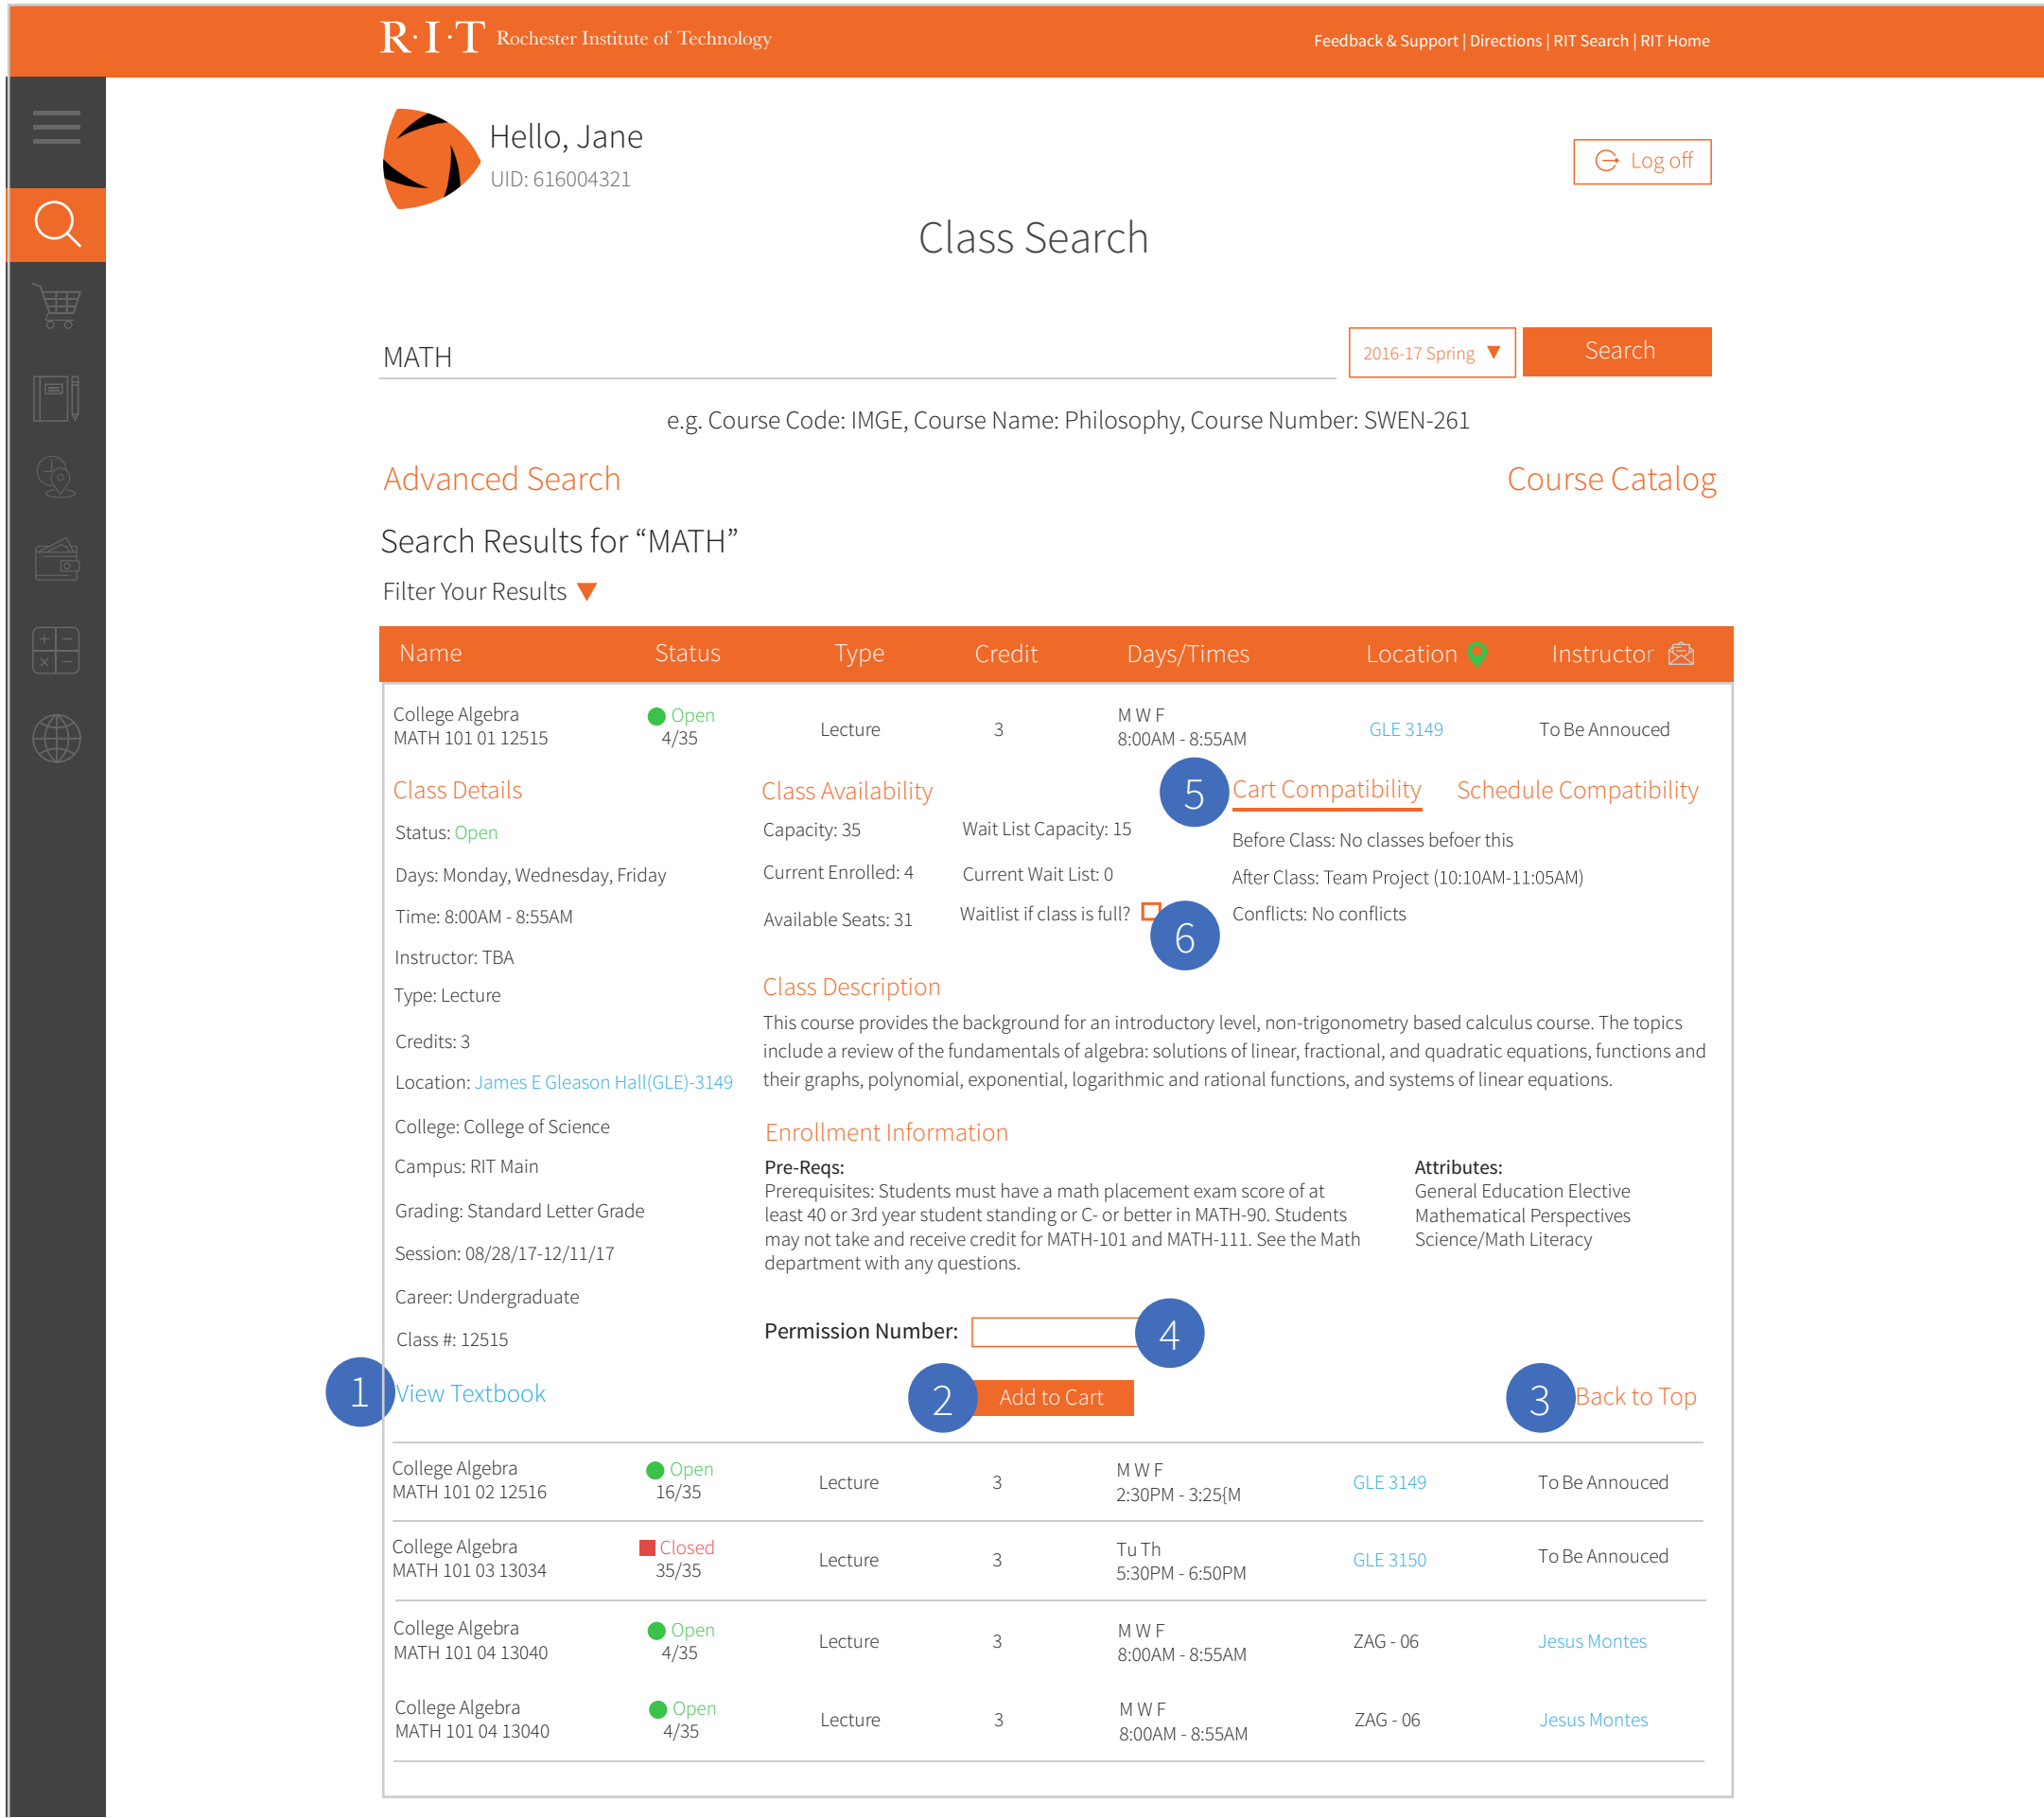 R·I·T Rochester Institute of Technology
Feedback & Support | Directions | RIT Search | RIT Home
Hello, Jane
UID: 616004321
Log off
Class Search
MATH
2016-17 Spring
Search
e.g. Course Code: IMGE, Course Name: Philosophy, Course Number: SWEN-261
Advanced Search
Course Catalog
Search Results for “MATH”
Filter Your Results
Name Status Type Credit Days/Times Location Instructor
College Algebra
MATH 101 01 12515
Open
4/35
Lecture
3
M W F
8:00AM - 8:55AM
GLE 3149
To Be Annouced
Class Details
Status: Open
Days: Monday, Wednesday, Friday
Time: 8:00AM - 8:55AM
Instructor: TBA
Type: Lecture
Credits: 3
Location: James E Gleason Hall(GLE)-3149
College: College of Science
Campus: RIT Main
Grading: Standard Letter Grade
Session: 08/28/17-12/11/17
Career: Undergraduate
Class #: 12515
1
View Textbook
Class Availability
Capacity: 35
Current Enrolled: 4
Available Seats: 31
Wait List Capacity: 15
Current Wait List: 0
Waitlist if class is full?
6
5
Cart Compatibility
Schedule Compatibility
Before Class: No classes befoer this
After Class: Team Project (10:10AM-11:05AM)
Conflicts: No conflicts
Class Description
This course provides the background for an introductory level, non-trigonometry based calculus course. The topics
include a review of the fundamentals of algebra: solutions of linear, fractional, and quadratic equations, functions and
their graphs, polynomial, exponential, logarithmic and rational functions, and systems of linear equations.
Enrollment Information
Pre-Reqs:
Prerequisites: Students must have a math placement exam score of at
least 40 or 3rd year student standing or C- or better in MATH-90. Students
may not take and receive credit for MATH-101 and MATH-111. See the Math
department with any questions.
Attributes:
General Education Elective
Mathematical Perspectives
Science/Math Literacy
Permission Number:
4
2
Add to Cart
3
Back to Top
College Algebra
MATH 101 02 12516
Open
16/35
Lecture
3
M W F
2:30PM - 3:25{M
GLE 3149
To Be Annouced
College Algebra
MATH 101 03 13034
Closed
35/35
Lecture
3
Tu Th
5:30PM - 6:50PM
GLE 3150
To Be Annouced
College Algebra
MATH 101 04 13040
Open
4/35
Lecture
3
M W F
8:00AM - 8:55AM
ZAG - 06
Jesus Montes
College Algebra
MATH 101 04 13040
Open
4/35
Lecture
3
M W F
8:00AM - 8:55AM
ZAG - 06
Jesus Montes